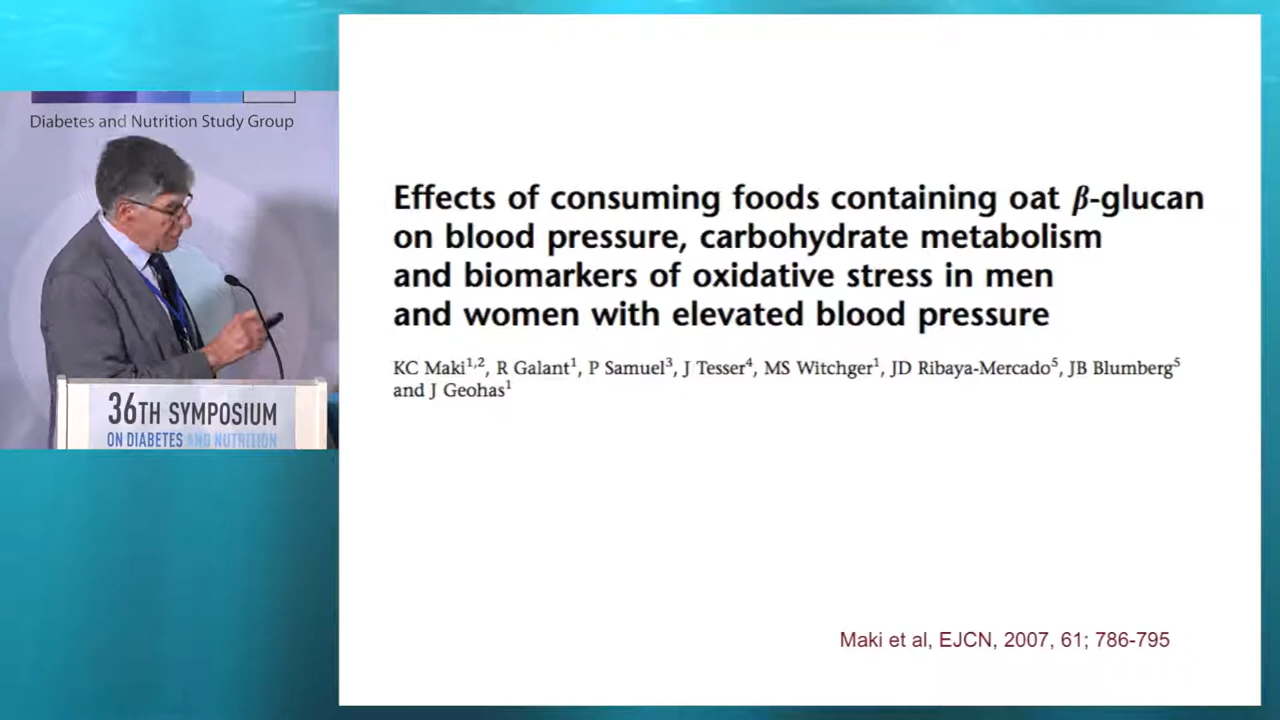 Diabetes and Nutrition Study Group
36TH SYMPOSIUM
ON DIABETES AND NUTRITION
Effects of consuming foods containing oat β-glucan
on blood pressure, carbohydrate metabolism
and biomarkers of oxidative stress in men
and women with elevated blood pressure
KC Maki1,2, R Galant1, P Samuel3, J Tesser4, MS Witchger1, JD Ribaya-Mercado5, JB Blumberg5
and J Geohas1
Maki et al, EJCN, 2007, 61; 786-795